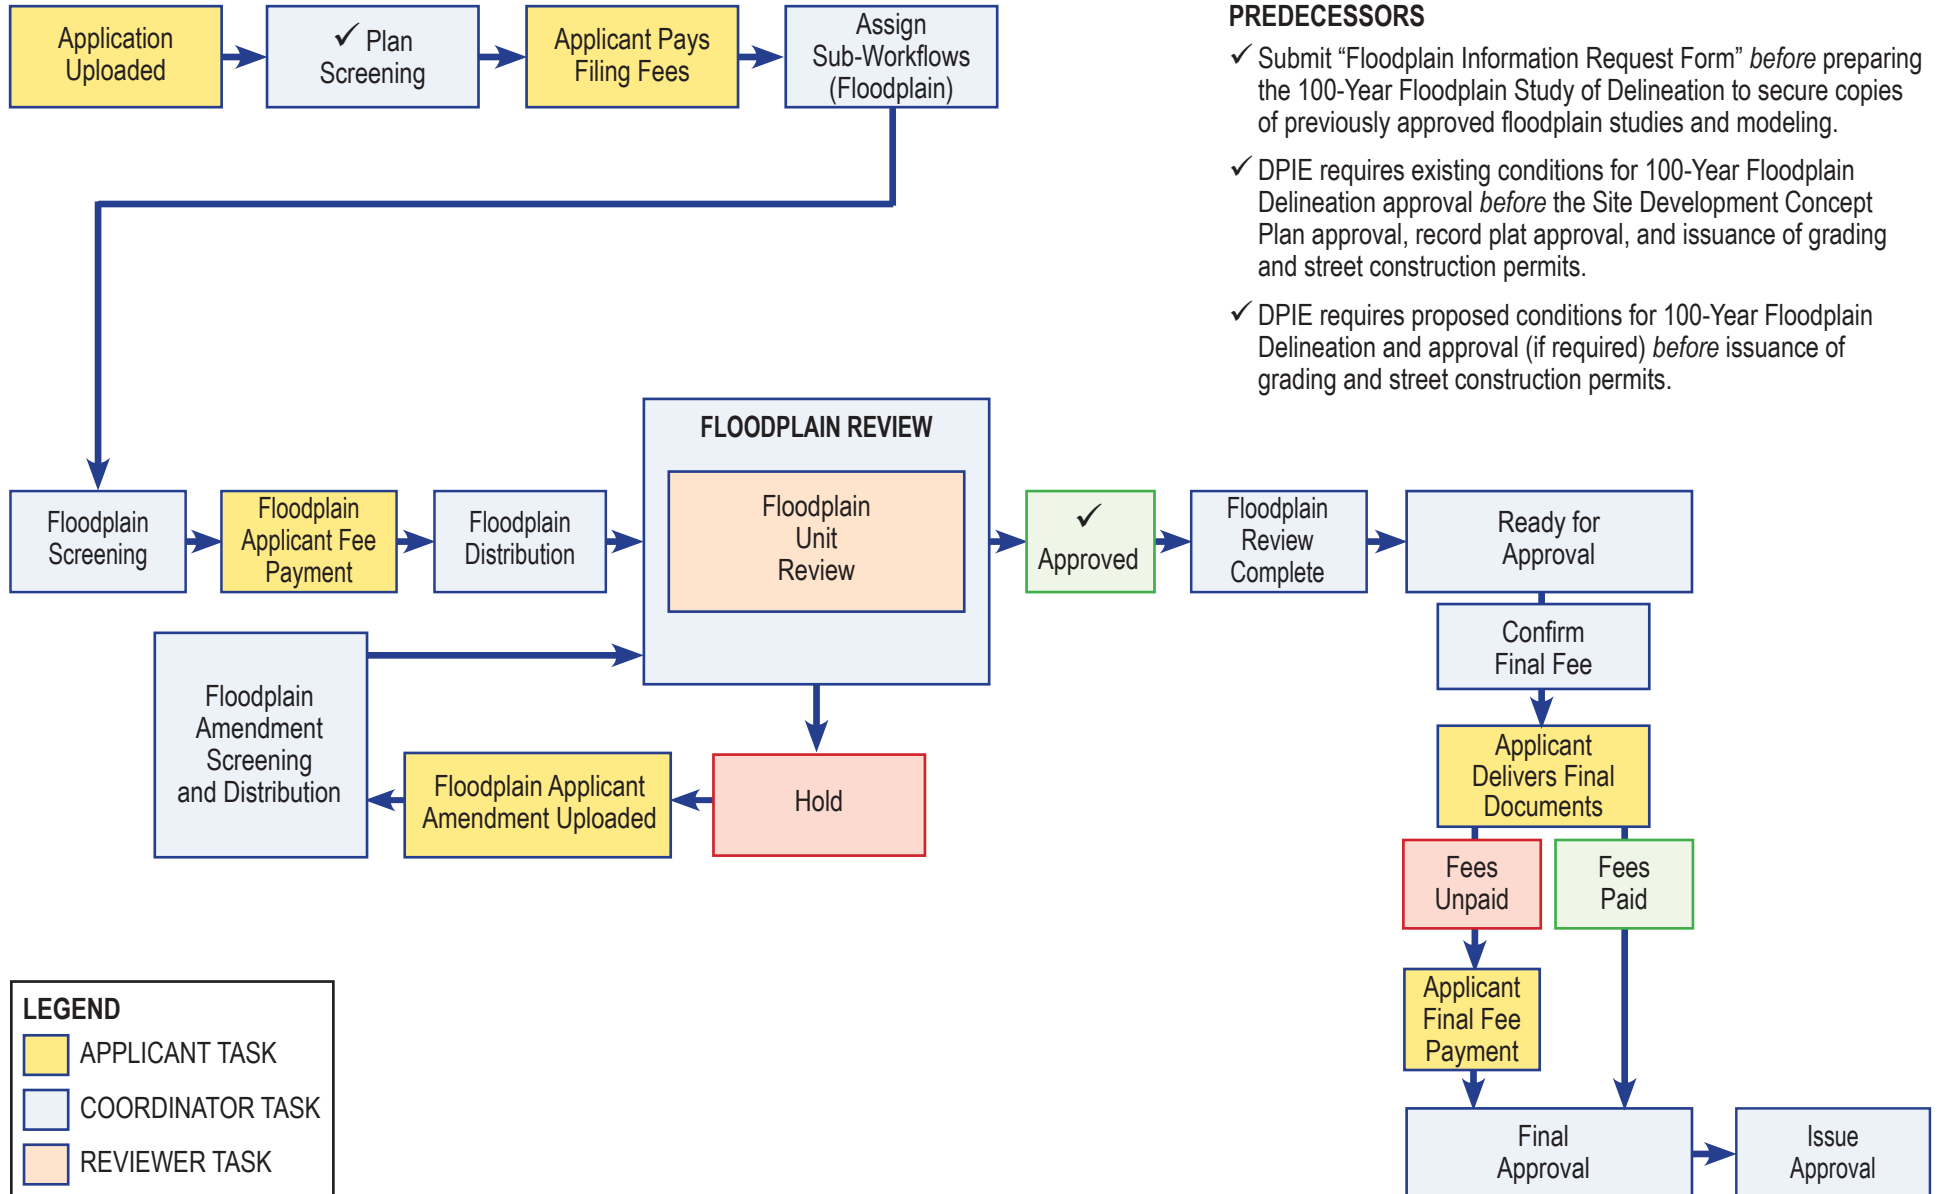 Application
Uploaded
✓ Plan
Screening
Applicant Pays
Filing Fees
Assign
Sub-Workflows
(Floodplain)
PREDECESSORS
✓ Submit “Floodplain Information Request Form” before preparing
the 100-Year Floodplain Study of Delineation to secure copies
of previously approved floodplain studies and modeling.
✓ DPIE requires existing conditions for 100-Year Floodplain
Delineation approval before the Site Development Concept
Plan approval, record plat approval, and issuance of grading
and street construction permits.
✓ DPIE requires proposed conditions for 100-Year Floodplain
Delineation and approval (if required) before issuance of
grading and street construction permits.
Floodplain
Screening
Floodplain
Applicant Fee
Payment
Floodplain
Distribution
FLOODPLAIN REVIEW
Floodplain
Unit
Review
✓
Approved
Floodplain
Review
Complete
Ready for
Approval
Confirm
Final Fee
Floodplain
Amendment
Screening
and Distribution
Floodplain Applicant
Amendment Uploaded
Hold
Applicant
Delivers Final
Documents
Fees
Unpaid
Fees
Paid
Applicant
Final Fee
Payment
Final
Approval
Issue
Approval
LEGEND
APPLICANT TASK
COORDINATOR TASK
REVIEWER TASK